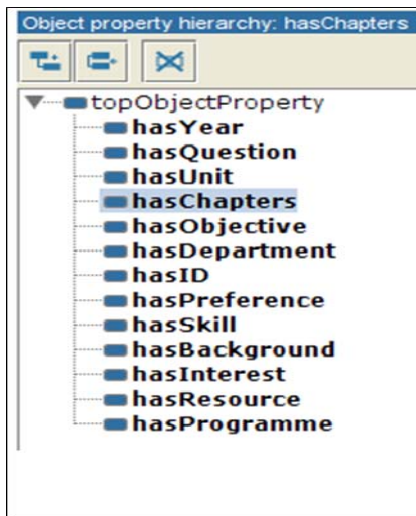 Object property hierarchy: hasChapters
topObjectProperty
hasYear
hasQuestion
hasUnit
hasChapters
hasObjective
hasDepartment
hasID
hasPreference
hasSkill
hasBackground
hasInterest
hasResource
hasProgramme